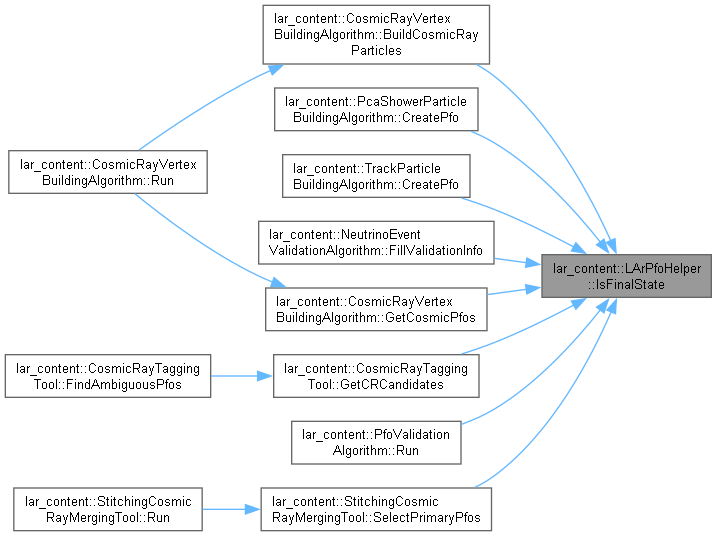 lar_content::CosmicRayVertex
BuildingAlgorithm::BuildCosmicRay
Particles
lar_content::PcaShowerParticle
BuildingAlgorithm::CreatePfo
lar_content::CosmicRayVertex
BuildingAlgorithm::Run
lar_content::TrackParticle
BuildingAlgorithm::CreatePfo
lar_content::NeutrinoEvent
ValidationAlgorithm::FillValidationInfo
lar_content::LArPfoHelper
::IsFinalState
lar_content::CosmicRayVertex
BuildingAlgorithm::GetCosmicPfos
lar_content::CosmicRayTagging
Tool::FindAmbiguousPfos
lar_content::CosmicRayTagging
Tool::GetCRCandidates
lar_content::PfoValidation
Algorithm::Run
lar_content::StitchingCosmic
RayMergingTool::Run
lar_content::StitchingCosmic
RayMergingTool::SelectPrimaryPfos